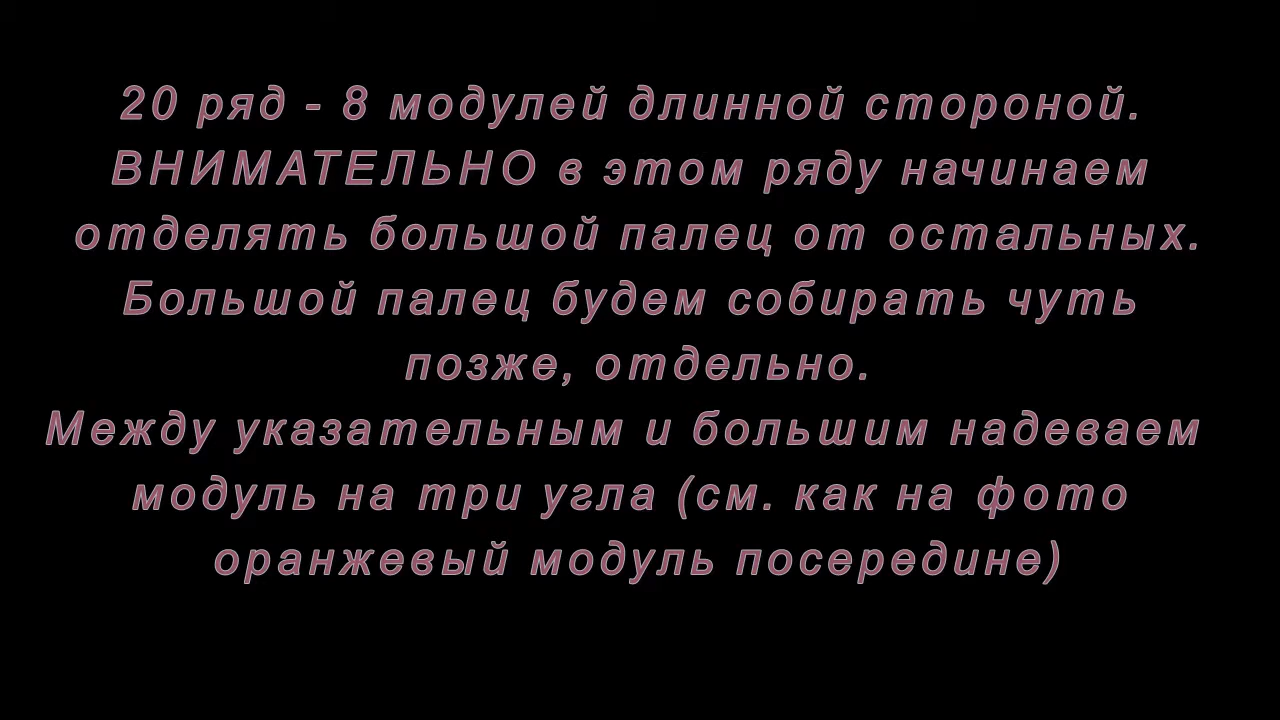 20 ряд - 8 модулей длинной стороной.
ВНИМАТЕЛЬНО в этом ряду начинаем
отделять большой палец от остальных.
Большой палец будем собирать чуть
позже, отдельно.
Между указательным и большим надеваем
модуль на три угла (см. как на фото
оранжевый модуль посередине)